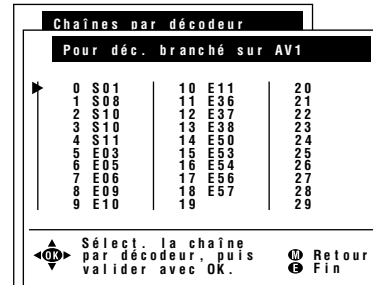 Chaînes par décodeur
Pour déc. branché sur AV1
0 S01 10 E11 20
1 S08 11 E36 21
2 S10 12 E37 22
3 S10 13 E38 23
4 S11 14 E50 24
5 E03 15 E53 25
6 E05 16 E54 26
7 E06 17 E56 27
8 E09 18 E57 28
9 E10 19 29
Sélect. la chaîne
OK par décodeur, puis M Retour
valider avec OK. E Fin